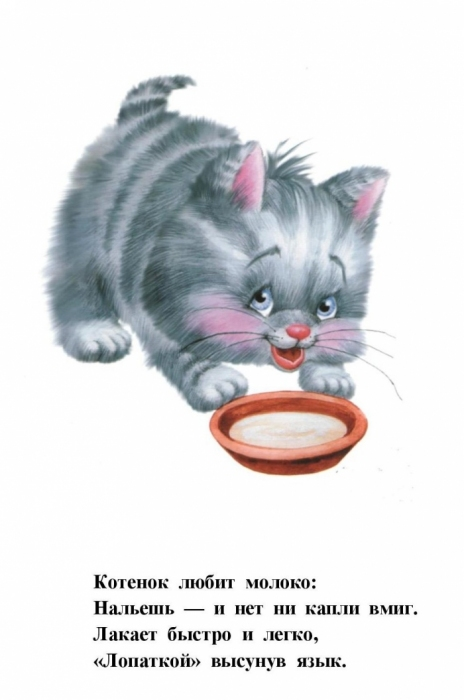 Котенок любит молоко:
Нальешь — и нет ни капли вмиг.
Лакает быстро и легко,
«Лопаткой» высунув язык.